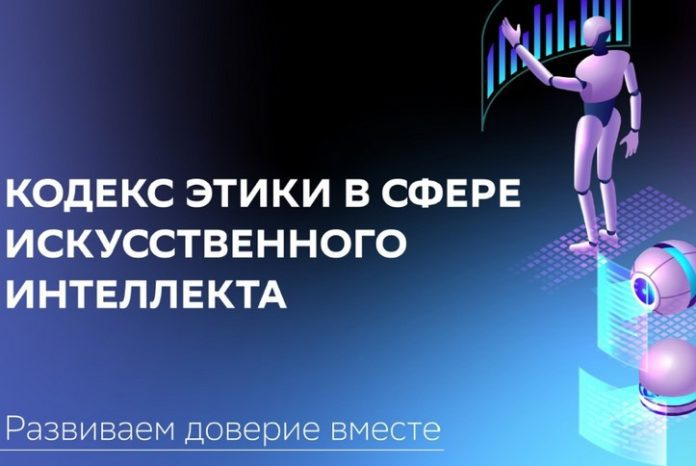 КОДЕКС ЭТИКИ В СФЕРЕ
ИСКУССТВЕННОГО
ИНТЕЛЛЕКТА
Развиваем доверие вместе